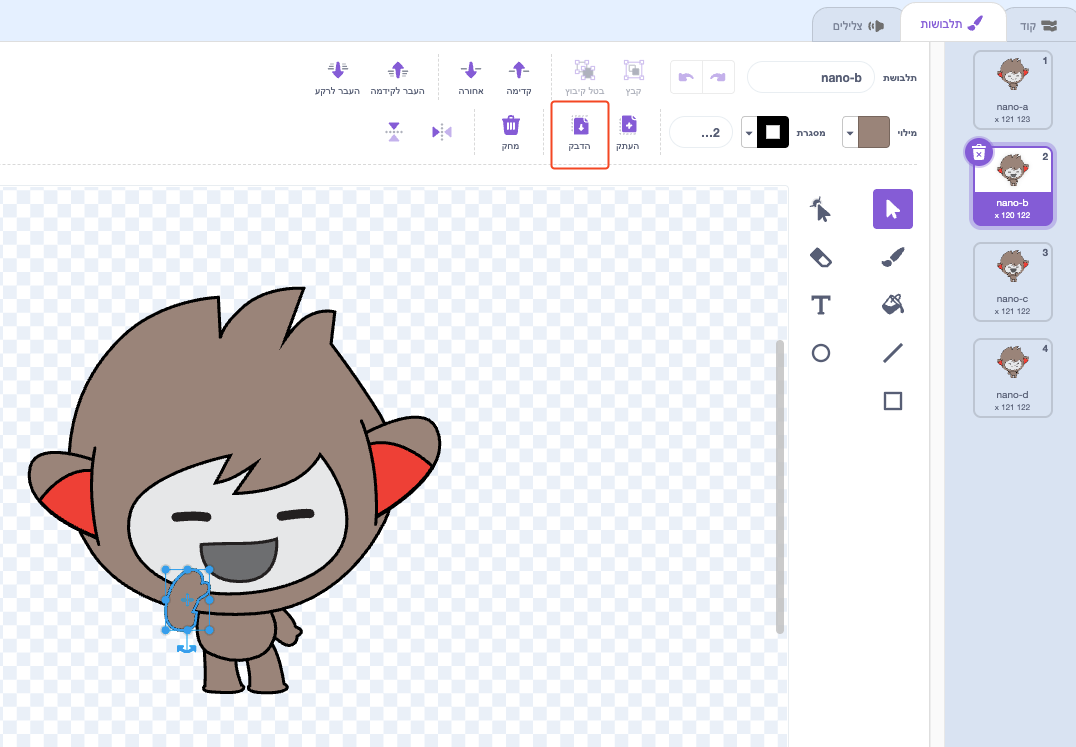 קוד
תלבושות
צלילים
תלבושת
nano-b
קבץ
בטל קיבוץ
קדימה
אחורה
העבר לקידמה
העבר לרקע
מילוי
מסגרת
2...
העתק
הדבק
מחק
T
1
nano-a
121 x 123
2
nano-b
120 x 122
3
nano-c
121 x 122
4
nano-d
121 x 122